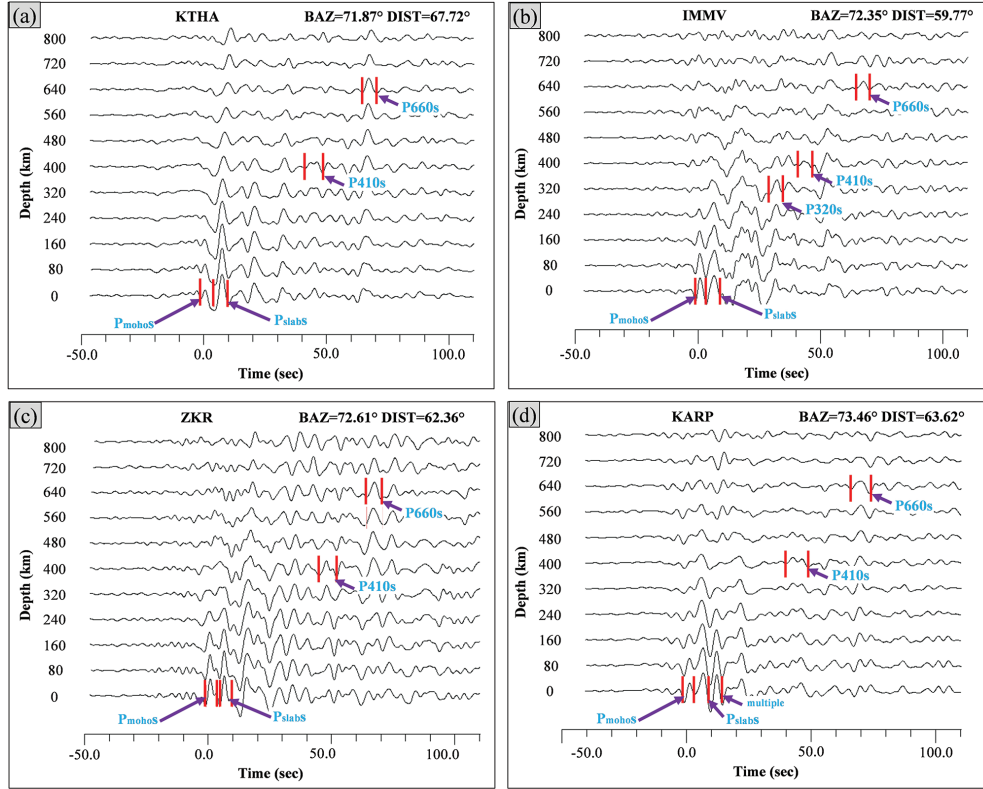 (a)
KTHA BAZ=71.87° DIST=67.72°
800
720
640
P660s
560
480
400
P410s
320
240
160
80
0
Pmohos Pslabs
Depth (km)
-50.0 0.0 50.0 100.0
Time (sec)
(b)
IMMV BAZ=72.35° DIST=59.77°
800
720
640
P660s
560
480
400
P410s
320
P320s
240
160
80
0
Pmohos Pslabs
Depth (km)
-50.0 0.0 50.0 100.0
Time (sec)
(c)
ZKR BAZ=72.61° DIST=62.36°
800
720
640
P660s
560
480
400
P410s
320
240
160
80
0
Pmohos Pslabs
Depth (km)
-50.0 0.0 50.0 100.0
Time (sec)
(d)
KARP BAZ=73.46° DIST=63.62°
800
720
640
P660s
560
480
400
P410s
320
240
160
80
0
multiple
Pmohos Pslabs
Depth (km)
-50.0 0.0 50.0 100.0
Time (sec)